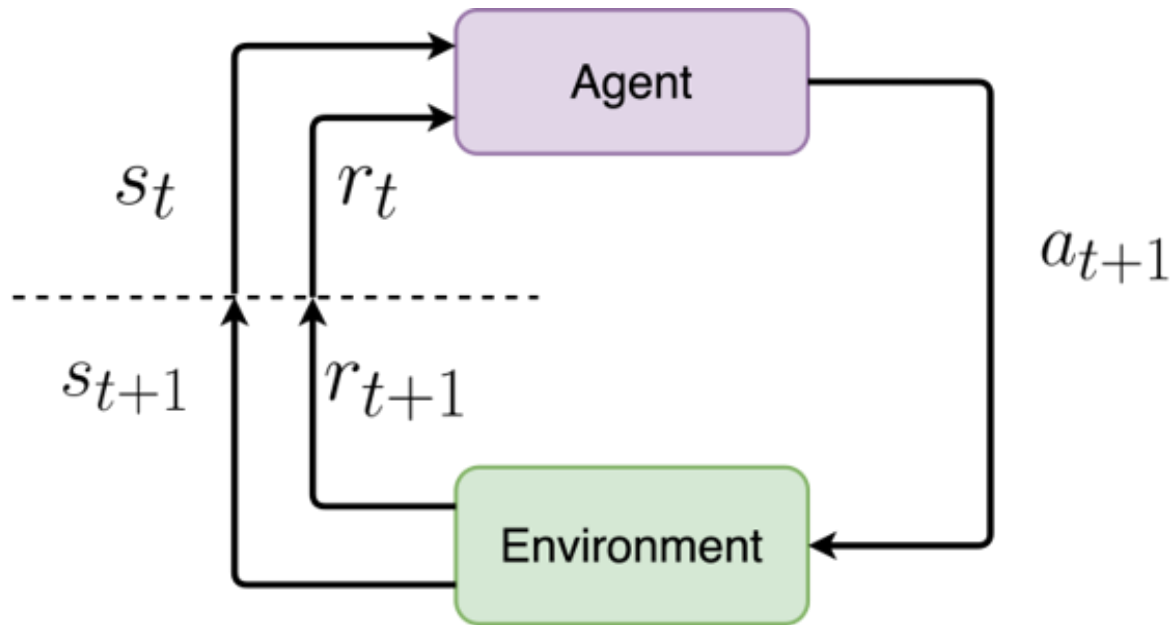 Agent
s_t
r_t
a_{t+1}
s_{t+1}
r_{t+1}
Environment